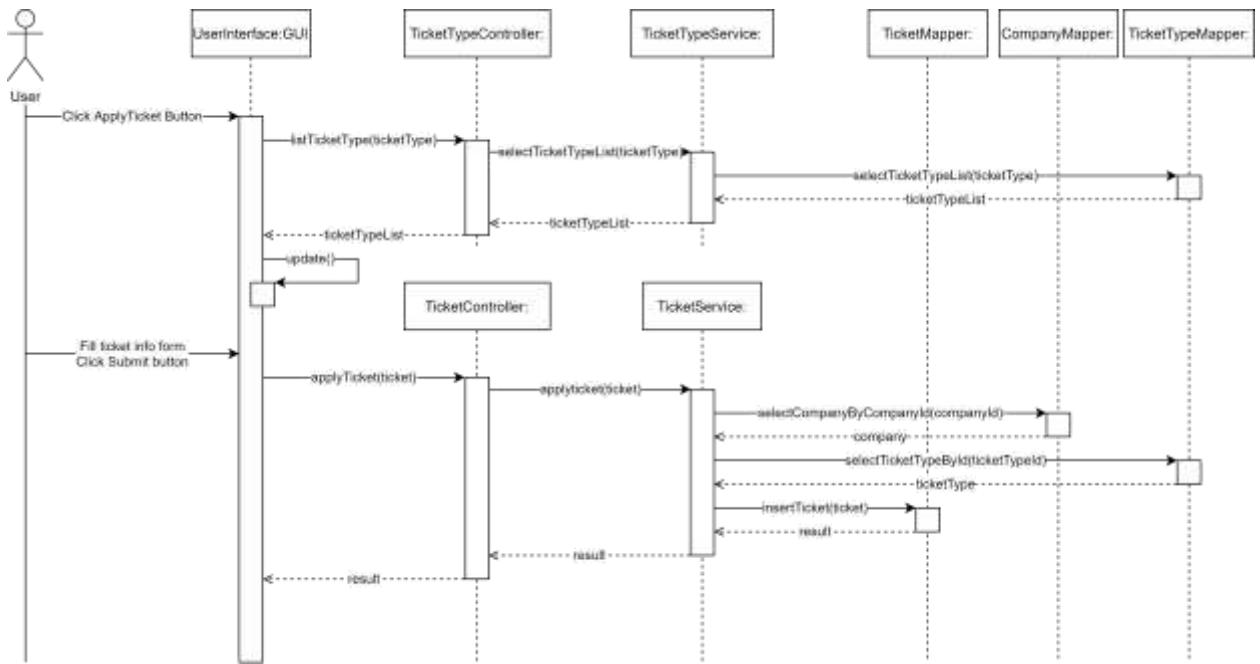 UserInterface:GUI
TicketTypeController:
TicketTypeService:
TicketMapper:
CompanyMapper:
TicketTypeMapper:
User
Click ApplyTicket Button
listTicketType(ticketType)
selectTicketTypeList(ticketType)
selectTicketTypeList(ticketType)
ticketTypeList
ticketTypeList
ticketTypeList
update()
TicketController:
TicketService:
Fill ticket info form
Click Submit button
applyTicket(ticket)
applyticket(ticket)
selectCompanyByCompanyId(companyId)
company
selectTicketTypeById(ticketTypeId)
ticketType
insertTicket(ticket)
result
result
result